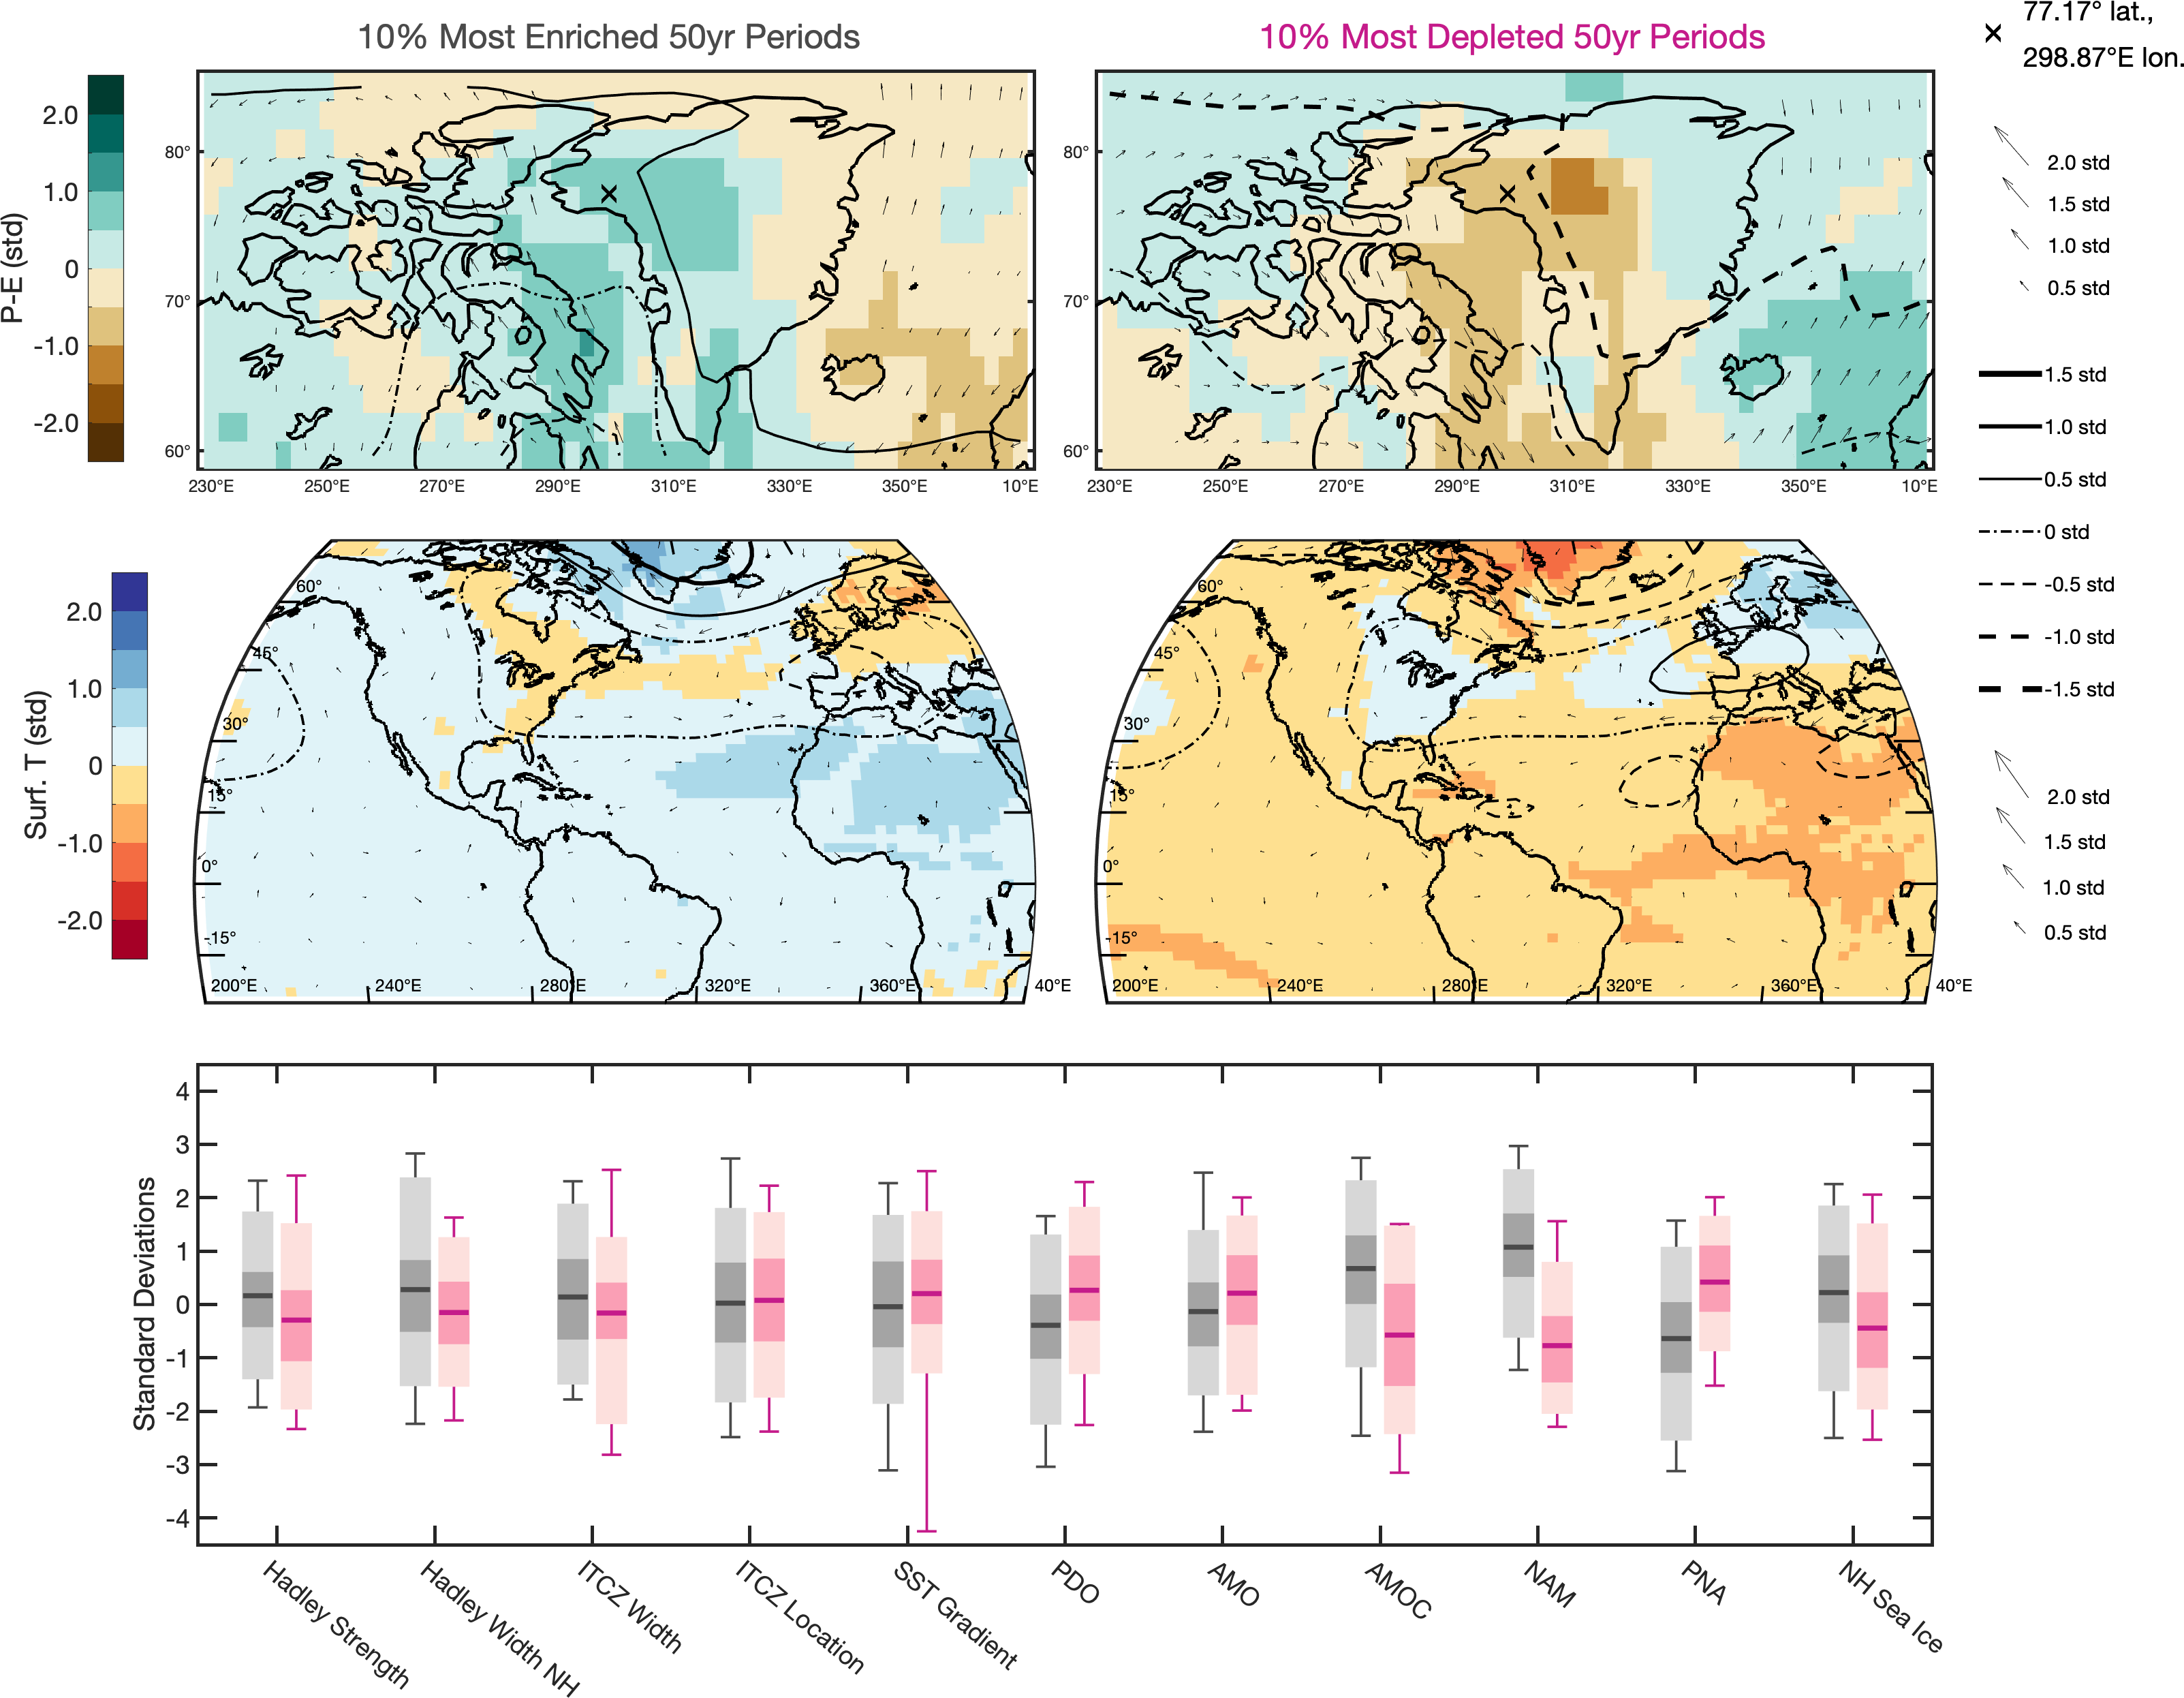 10% Most Enriched 50yr Periods
10% Most Depleted 50yr Periods
77.17° lat.,
298.87°E lon.
P-E (std)
2.0
1.0
0
-1.0
-2.0
80°
70°
60°
230°E 250°E 270°E 290°E 310°E 330°E 350°E 10°E
80°
70°
60°
230°E 250°E 270°E 290°E 310°E 330°E 350°E 10°E
2.0 std
1.5 std
1.0 std
0.5 std
1.5 std
1.0 std
0.5 std
0 std
-0.5 std
-1.0 std
-1.5 std
Surf. T (std)
2.0
1.0
0
-1.0
-2.0
60°
45°
30°
15°
0°
-15°
200°E 240°E 280°E 320°E 360°E 40°E
60°
45°
30°
15°
0°
-15°
200°E 240°E 280°E 320°E 360°E 40°E
2.0 std
1.5 std
1.0 std
0.5 std
Standard Deviations
4
3
2
1
0
-1
-2
-3
-4
Hadley Strength
Hadley Width NH
ITCZ Width
ITCZ Location
SST Gradient
PDO
AMO
AMOC
NAM
PNA
NH Sea Ice